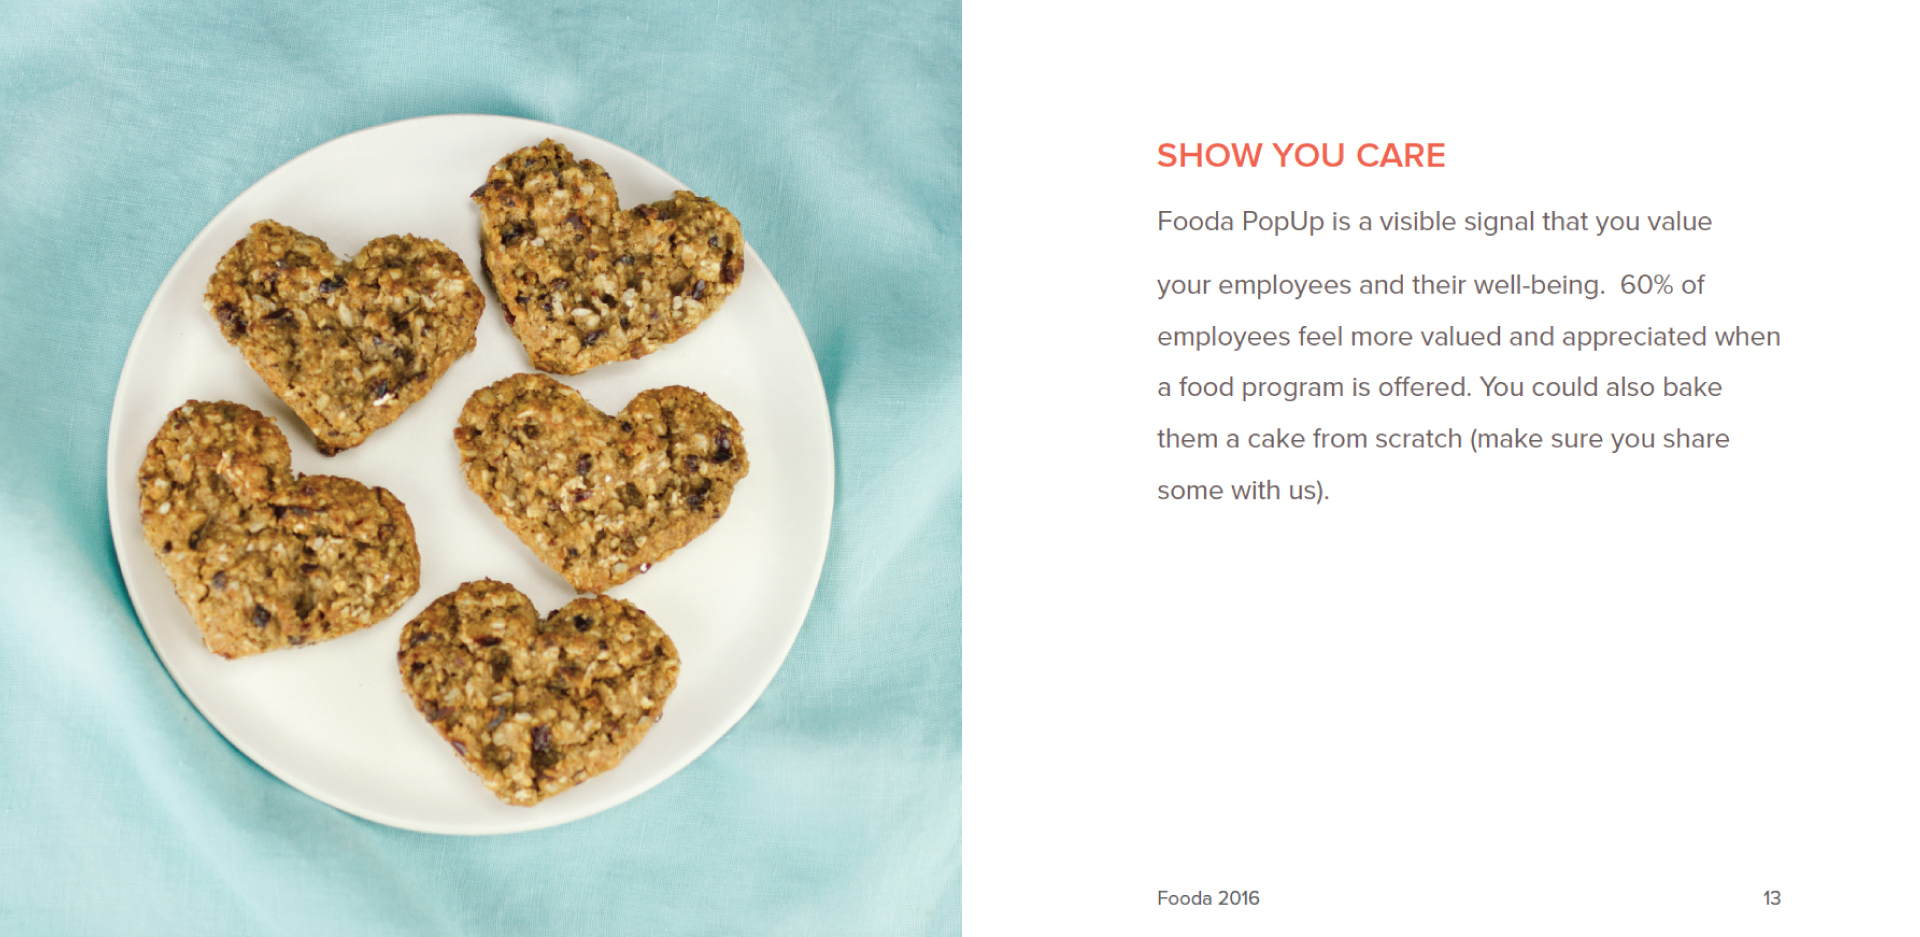 SHOW YOU CARE
Fooda PopUp is a visible signal that you value
your employees and their well-being.  60% of
employees feel more valued and appreciated when
a food program is offered. You could also bake
them a cake from scratch (make sure you share
some with us).
Fooda 2016
13